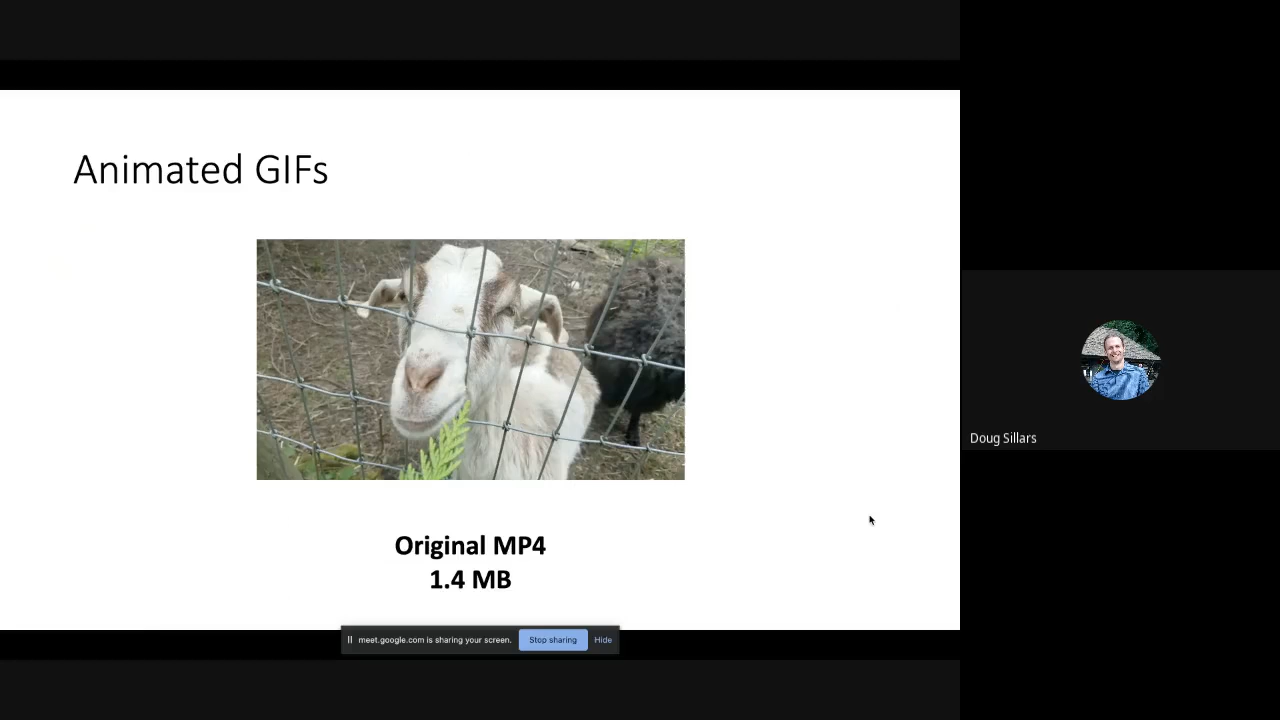 Animated GIFs
Original MP4
1.4 MB
meet.google.com is sharing your screen.
Stop sharing
Hide
Doug Sillars